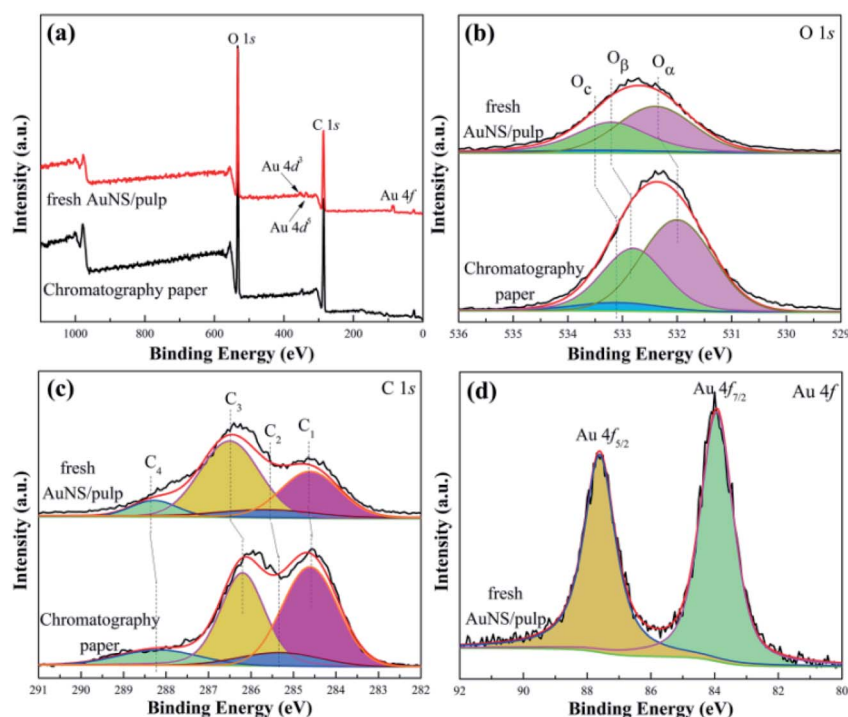 (a)
O 1s
C 1s
Au 4d³
Au 4f
fresh AuNS/pulp
Au 4d⁵
Chromatography paper
Intensity (a.u.)
1000 800 600 400 200 0
Binding Energy (eV)
(b)
O 1s
Oc Oβ Oα
fresh
AuNS/pulp
Chromatography
paper
Intensity (a.u.)
536 535 534 533 532 531 530 529
Binding Energy (eV)
(c)
C 1s
C₄ C₃ C₂ C₁
fresh
AuNS/pulp
Chromatography
paper
Intensity (a.u.)
291 290 289 288 287 286 285 284 283 282
Binding Energy (eV)
(d)
Au 4f₇/₂
Au 4f
Au 4f₅/₂
fresh
AuNS/pulp
Intensity (a.u.)
92 90 88 86 84 82 80
Binding Energy (eV)